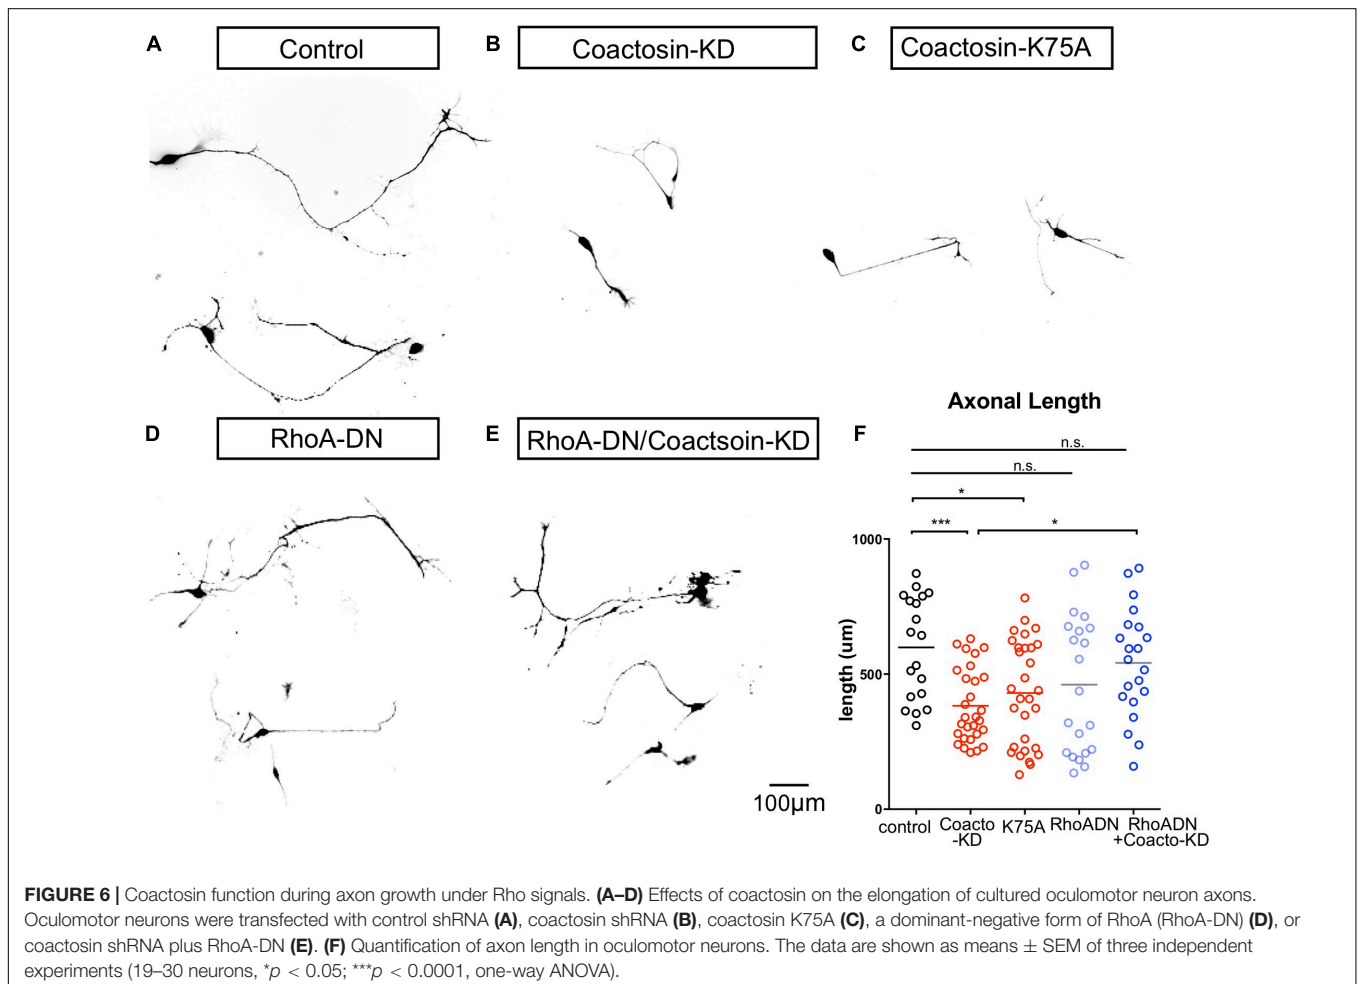 A
Control
B
Coactosin-KD
C
Coactosin-K75A
D
RhoA-DN
E
RhoA-DN/Coactsoin-KD
100µm
F
Axonal Length
n.s.
n.s.
*
***
*
length (um)
1000
500
0
control
Coacto
-KD
K75A
RhoADN
RhoADN
+Coacto-KD
FIGURE 6 | Coactosin function during axon growth under Rho signals. (A–D) Effects of coactosin on the elongation of cultured oculomotor neuron axons.
Oculomotor neurons were transfected with control shRNA (A), coactosin shRNA (B), coactosin K75A (C), a dominant-negative form of RhoA (RhoA-DN) (D), or
coactosin shRNA plus RhoA-DN (E). (F) Quantification of axon length in oculomotor neurons. The data are shown as means ± SEM of three independent
experiments (19–30 neurons, *p < 0.05; ***p < 0.0001, one-way ANOVA).